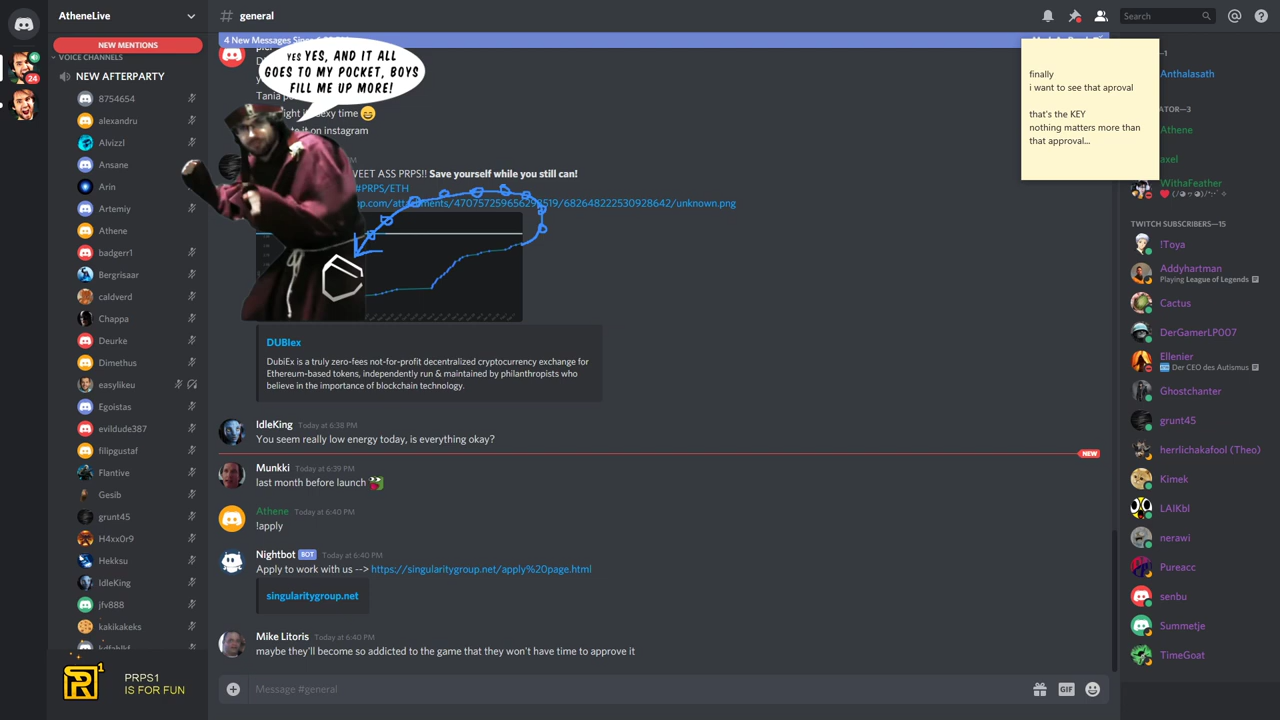 AtheneLive
general
Search
NEW MENTIONS
VOICE CHANNELS
NEW AFTERPARTY
8754654
alexandru
Alvizzl
Ansane
Arin
Artemiy
Athene
badgerr1
Bergrisaar
caldverd
Chappa
Deurke
Dimethus
easylikeu
Egoistas
evildude387
filipgustaf
Flantive
Gesib
grunt45
H4xx0r9
Hekksu
IdleKing
jfv888
kakikakeks
24
PRPS1
IS FOR FUN
4 New Messages Since
YES YES, AND IT ALL
GOES TO MY POCKET, BOYS
FILL ME UP MORE!
Tania
sexy time
it on instagram
WEET ASS PRPS!! Save yourself while you still can!
#PRPS/ETH
DUBIex
DubiEx is a truly zero-fees not-for-profit decentralized cryptocurrency exchange for
Ethereum-based tokens, independently run & maintained by philanthropists who
believe in the importance of blockchain technology.
IdleKing Today at 6:38 PM
You seem really low energy today, is everything okay?
NEW
Munkki Today at 6:39 PM
last month before launch
Athene Today at 6:40 PM
!apply
Nightbot BOT Today at 6:40 PM
Apply to work with us --> https://singularitygroup.net/apply%20page.html
singularitygroup.net
Mike Litoris Today at 6:40 PM
maybe they'll become so addicted to the game that they won't have time to approve it
Message #general
GIF
finally
i want to see that aproval
that's the KEY
nothing matters more than
that approval...
Anthalasath
ATOR—3
Athene
axel
WithaFeather
TWITCH SUBSCRIBERS—15
!Toya
Addyhartman
Playing League of Legends
Cactus
DerGamerLP007
Ellenier
Der CEO des Autismus
Ghostchanter
grunt45
herrlichakafool (Theo)
Kimek
LAIKbl
nerawi
Pureacc
senbu
Summetje
TimeGoat